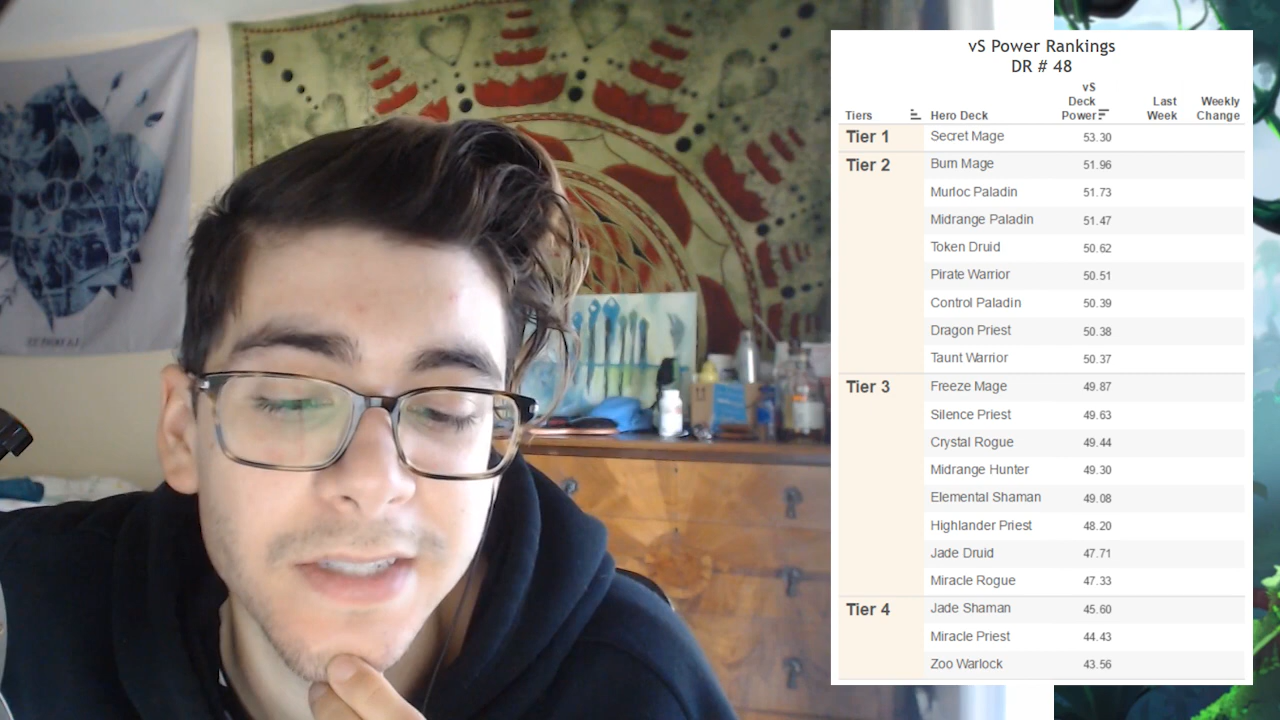 vS Power Rankings
DR # 48
Tiers Hero Deck vS Deck Power Last Week Weekly Change
Tier 1 Secret Mage 53.30
Tier 2 Burn Mage 51.96
Murloc Paladin 51.73
Midrange Paladin 51.47
Token Druid 50.62
Pirate Warrior 50.51
Control Paladin 50.39
Dragon Priest 50.38
Taunt Warrior 50.37
Tier 3 Freeze Mage 49.87
Silence Priest 49.63
Crystal Rogue 49.44
Midrange Hunter 49.30
Elemental Shaman 49.08
Highlander Priest 48.20
Jade Druid 47.71
Miracle Rogue 47.33
Tier 4 Jade Shaman 45.60
Miracle Priest 44.43
Zoo Warlock 43.56